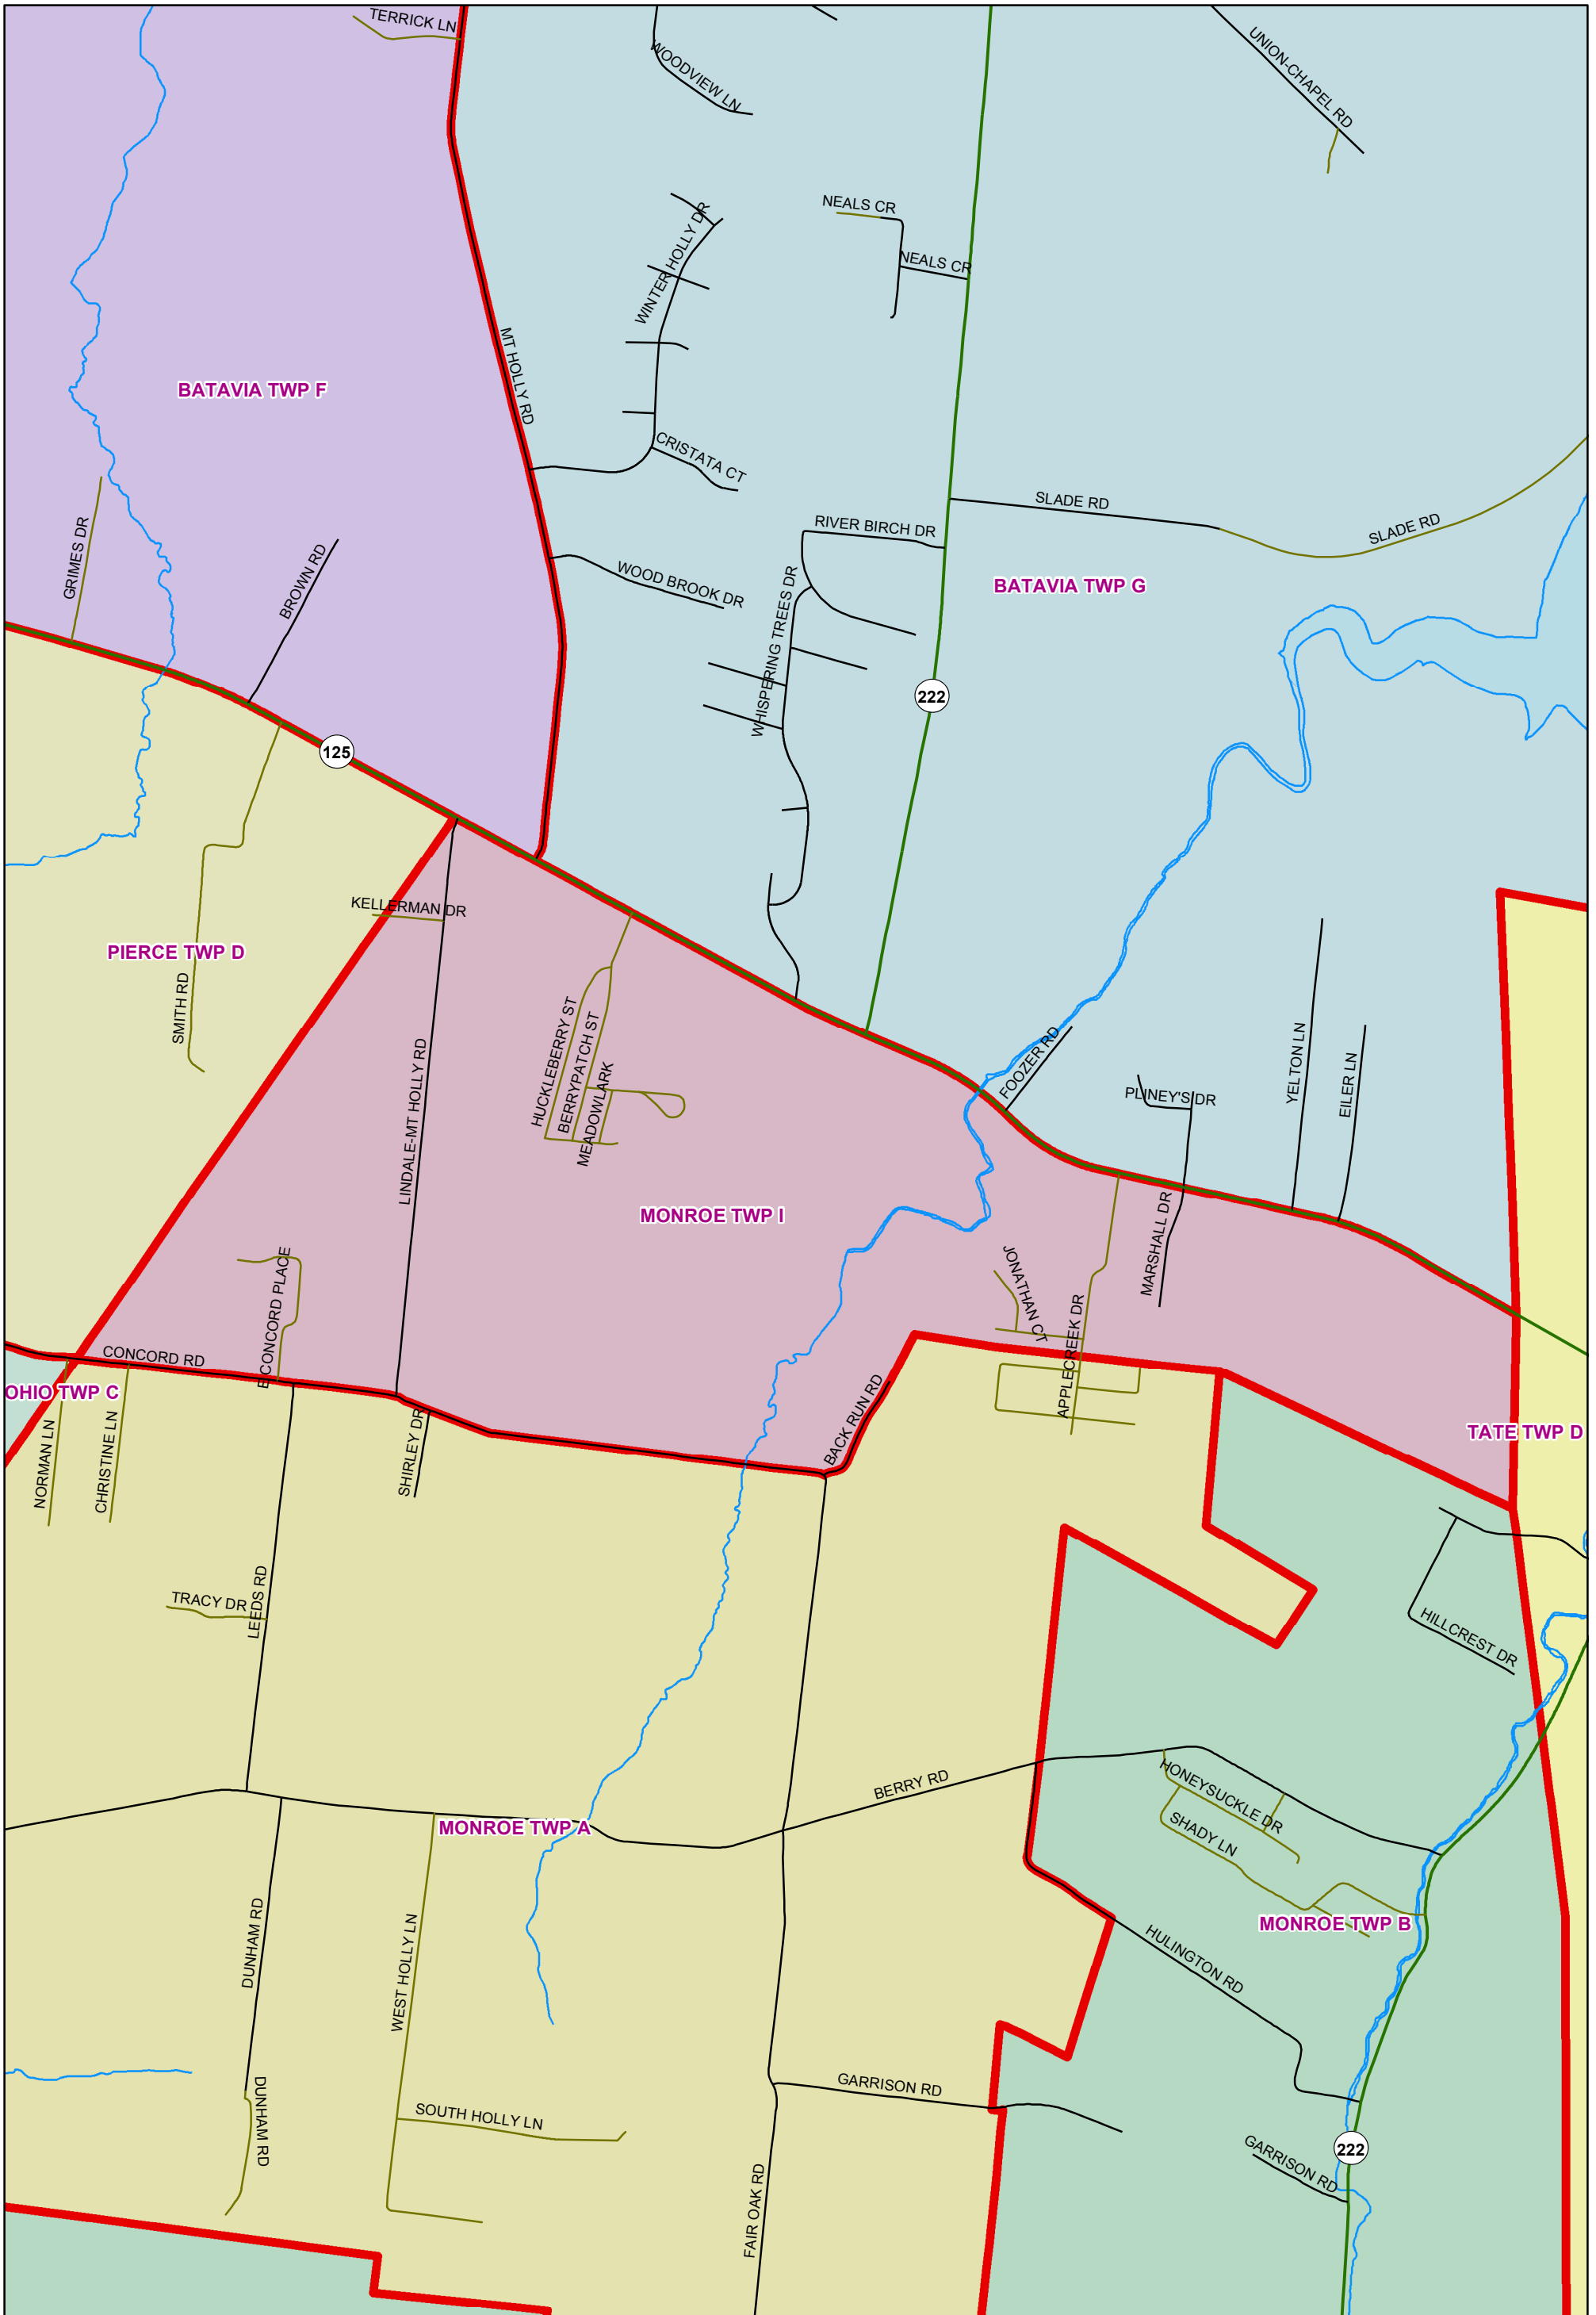 TERRICK LN
WOODVIEW LN
UNION-CHAPEL RD
NEALS CR
NEALS CR
WINTER HOLLY DR
MT HOLLY RD
BATAVIA TWP F
CRISTATA CT
SLADE RD
SLADE RD
RIVER BIRCH DR
GRIMES DR
BROWN RD
WOOD BROOK DR
BATAVIA TWP G
WHISPERING TREES DR
222
125
KELLERMAN DR
PIERCE TWP D
SMITH RD
LINDALE-MT HOLLY RD
HUCKLEBERRY ST
BERRYPATCH ST
MEADOWLARK
FOOZER RD
PLINEY'S DR
YELTON LN
EILER LN
MONROE TWP I
MARSHALL DR
JONATHAN CT
APPLECREEK DR
E CONCORD PLACE
CONCORD RD
OHIO TWP C
NORMAN LN
CHRISTINE LN
SHIRLEY DR
BACK RUN RD
TATE TWP D
TRACY DR
LEEDS RD
HILLCREST DR
BERRY RD
HONEYSUCKLE DR
SHADY LN
MONROE TWP A
MONROE TWP B
DUNHAM RD
WEST HOLLY LN
HULINGTON RD
GARRISON RD
SOUTH HOLLY LN
DUNHAM RD
222
GARRISON RD
FAIR OAK RD